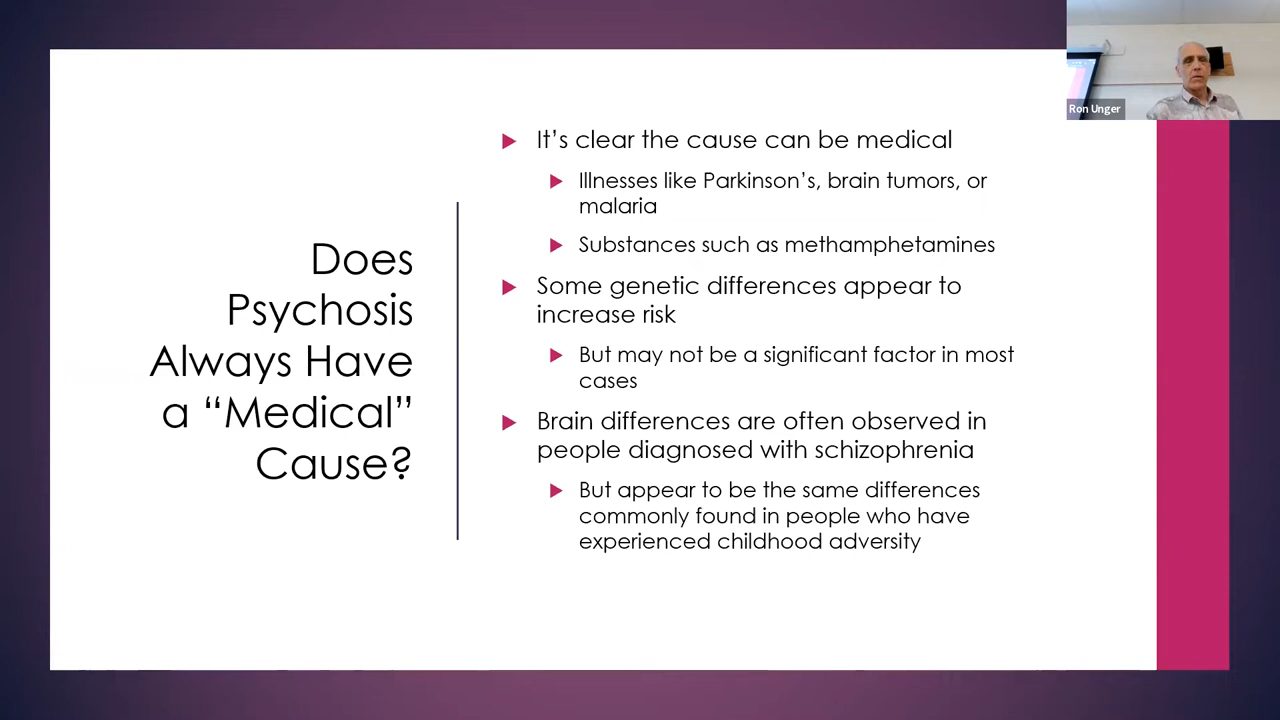 Does
Psychosis
Always Have
a “Medical”
Cause?
It’s clear the cause can be medical
Illnesses like Parkinson’s, brain tumors, or
malaria
Substances such as methamphetamines
Some genetic differences appear to
increase risk
But may not be a significant factor in most
cases
Brain differences are often observed in
people diagnosed with schizophrenia
But appear to be the same differences
commonly found in people who have
experienced childhood adversity
Ron Unger